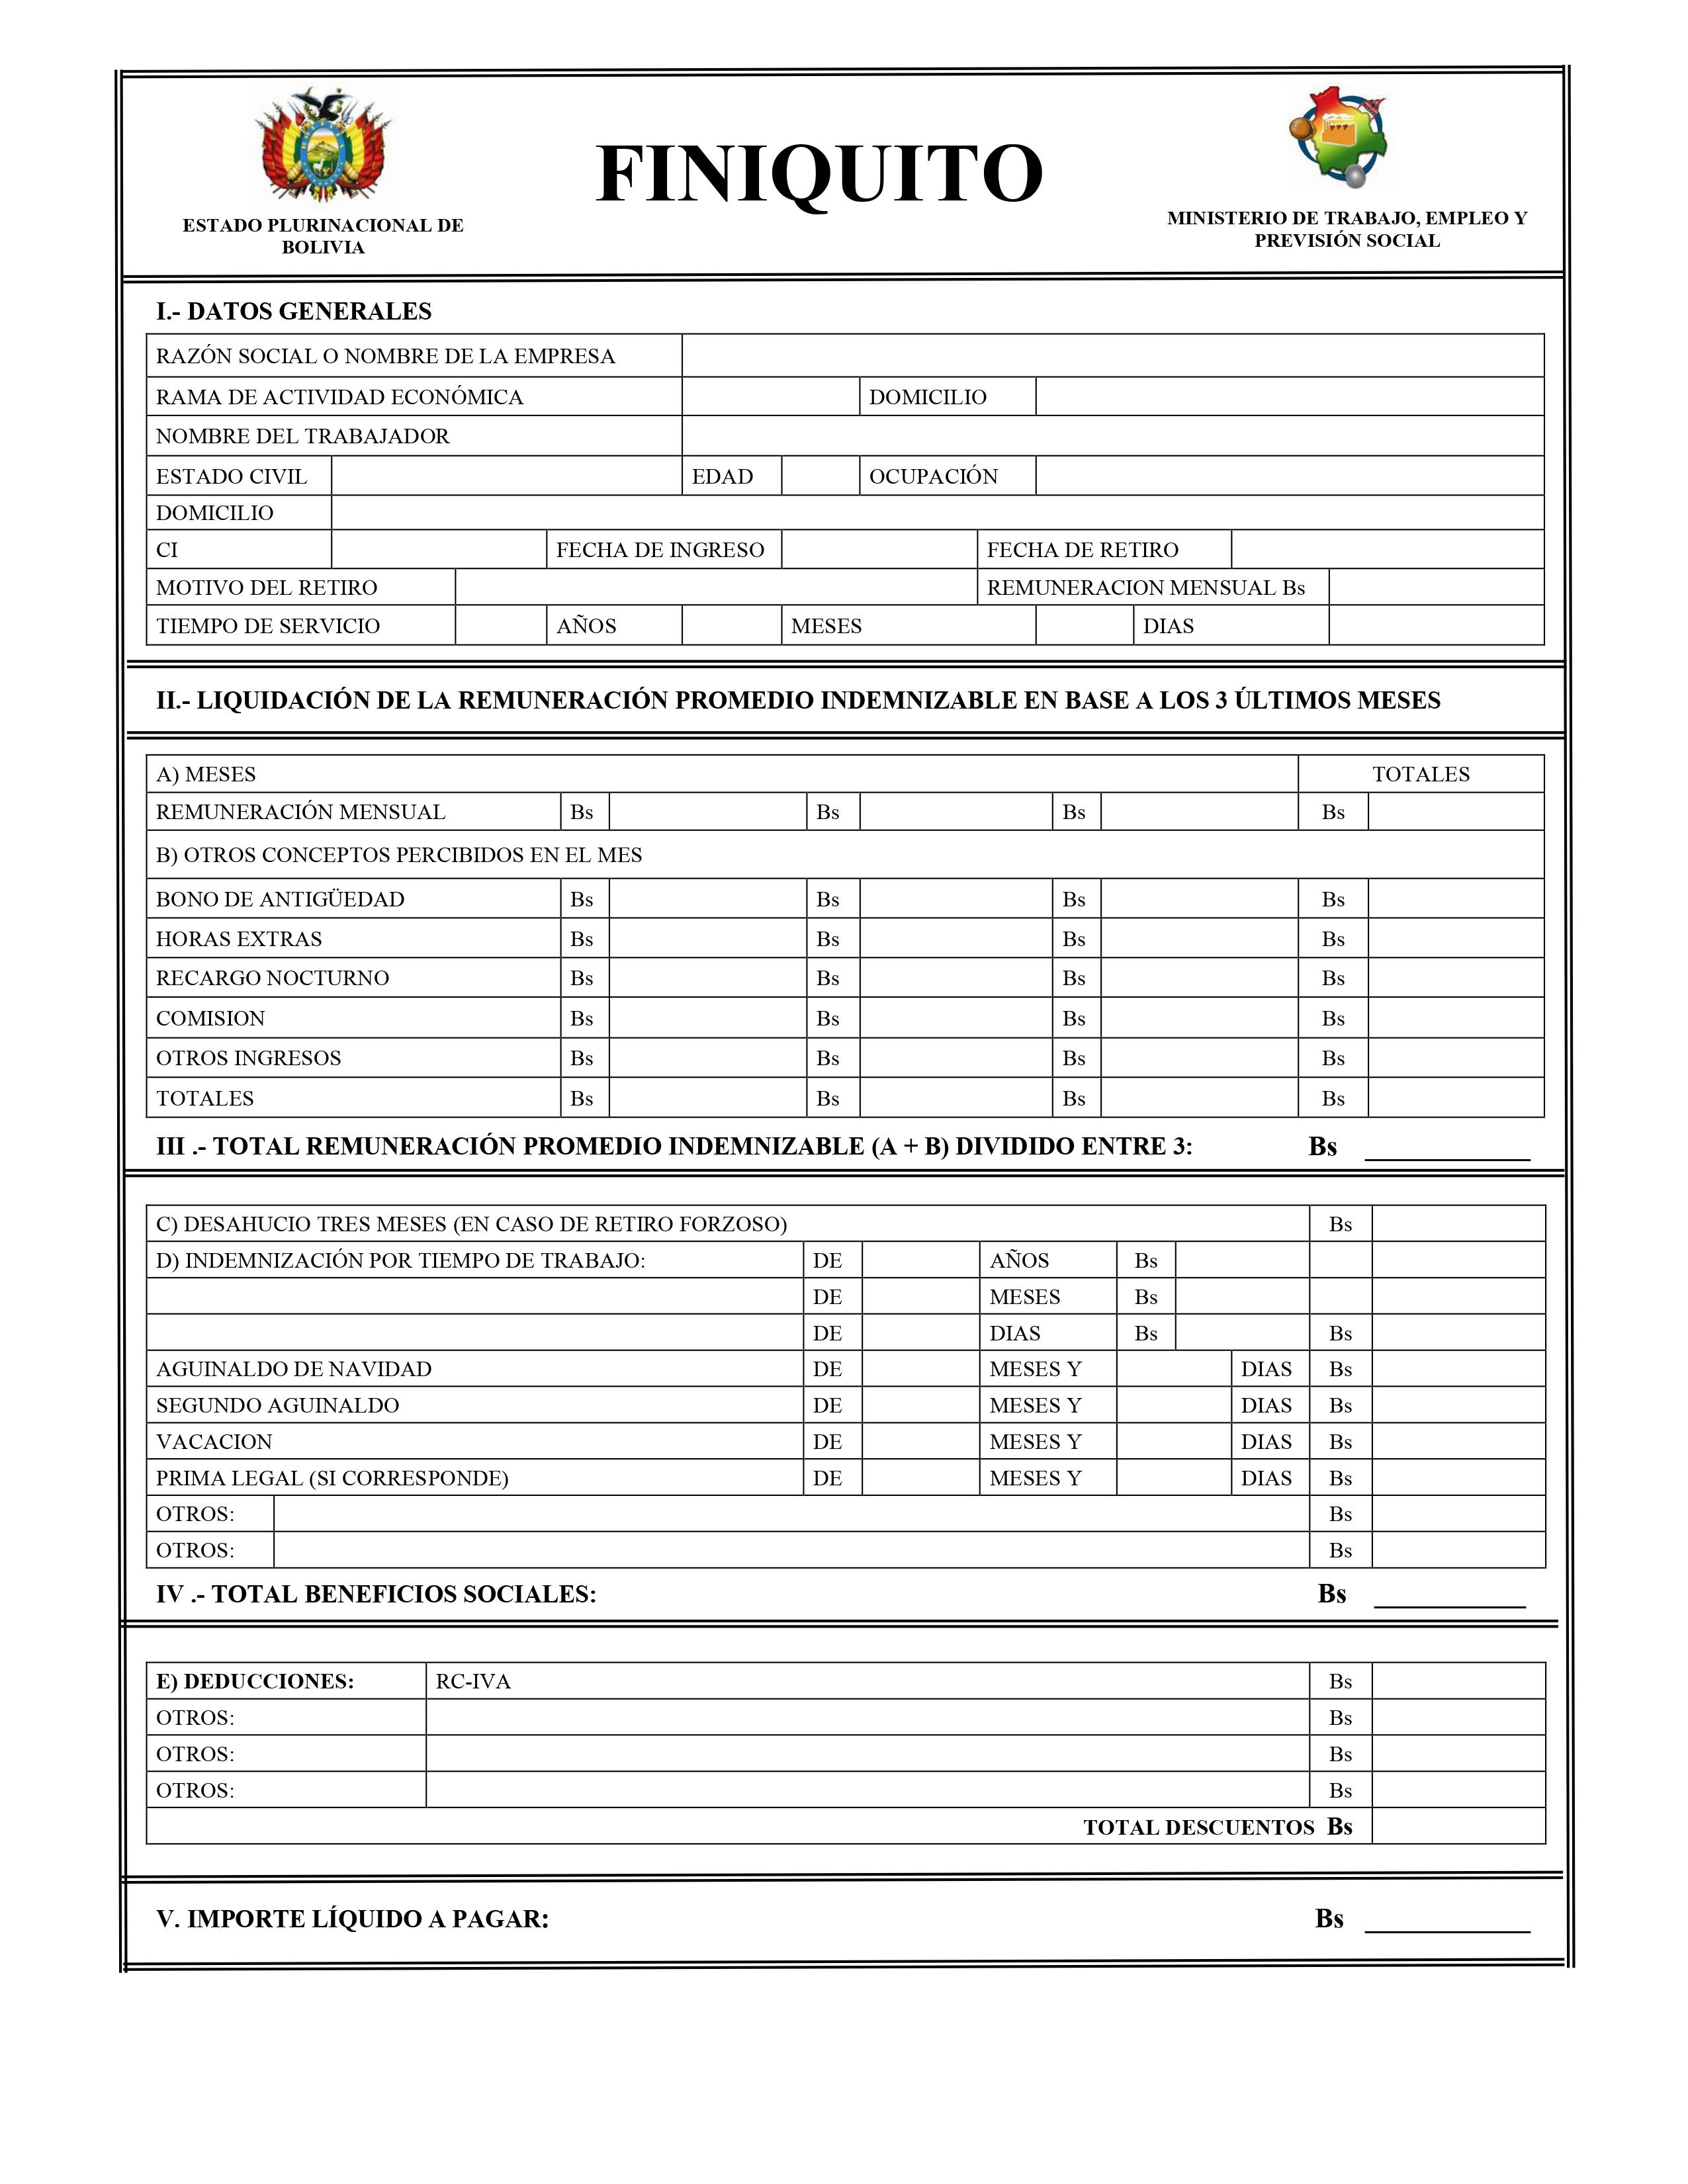 FINIQUITO
ESTADO PLURINACIONAL DE
BOLIVIA
MINISTERIO DE TRABAJO, EMPLEO Y
PREVISIÓN SOCIAL
I.- DATOS GENERALES
RAZÓN SOCIAL O NOMBRE DE LA EMPRESA
RAMA DE ACTIVIDAD ECONÓMICA DOMICILIO
NOMBRE DEL TRABAJADOR
ESTADO CIVIL EDAD OCUPACIÓN
DOMICILIO
CI FECHA DE INGRESO FECHA DE RETIRO
MOTIVO DEL RETIRO REMUNERACION MENSUAL Bs
TIEMPO DE SERVICIO AÑOS MESES DIAS
II.- LIQUIDACIÓN DE LA REMUNERACIÓN PROMEDIO INDEMNIZABLE EN BASE A LOS 3 ÚLTIMOS MESES
A) MESES TOTALES
REMUNERACIÓN MENSUAL Bs Bs Bs Bs
B) OTROS CONCEPTOS PERCIBIDOS EN EL MES
BONO DE ANTIGÜEDAD Bs Bs Bs Bs
HORAS EXTRAS Bs Bs Bs Bs
RECARGO NOCTURNO Bs Bs Bs Bs
COMISION Bs Bs Bs Bs
OTROS INGRESOS Bs Bs Bs Bs
TOTALES Bs Bs Bs Bs
III .- TOTAL REMUNERACIÓN PROMEDIO INDEMNIZABLE (A + B) DIVIDIDO ENTRE 3: Bs
C) DESAHUCIO TRES MESES (EN CASO DE RETIRO FORZOSO) Bs
D) INDEMNIZACIÓN POR TIEMPO DE TRABAJO: DE AÑOS Bs
DE MESES Bs
DE DIAS Bs Bs
AGUINALDO DE NAVIDAD DE MESES Y DIAS Bs
SEGUNDO AGUINALDO DE MESES Y DIAS Bs
VACACION DE MESES Y DIAS Bs
PRIMA LEGAL (SI CORRESPONDE) DE MESES Y DIAS Bs
OTROS: Bs
OTROS: Bs
IV .- TOTAL BENEFICIOS SOCIALES: Bs
E) DEDUCCIONES: RC-IVA Bs
OTROS: Bs
OTROS: Bs
OTROS: Bs
TOTAL DESCUENTOS Bs
V. IMPORTE LÍQUIDO A PAGAR: Bs